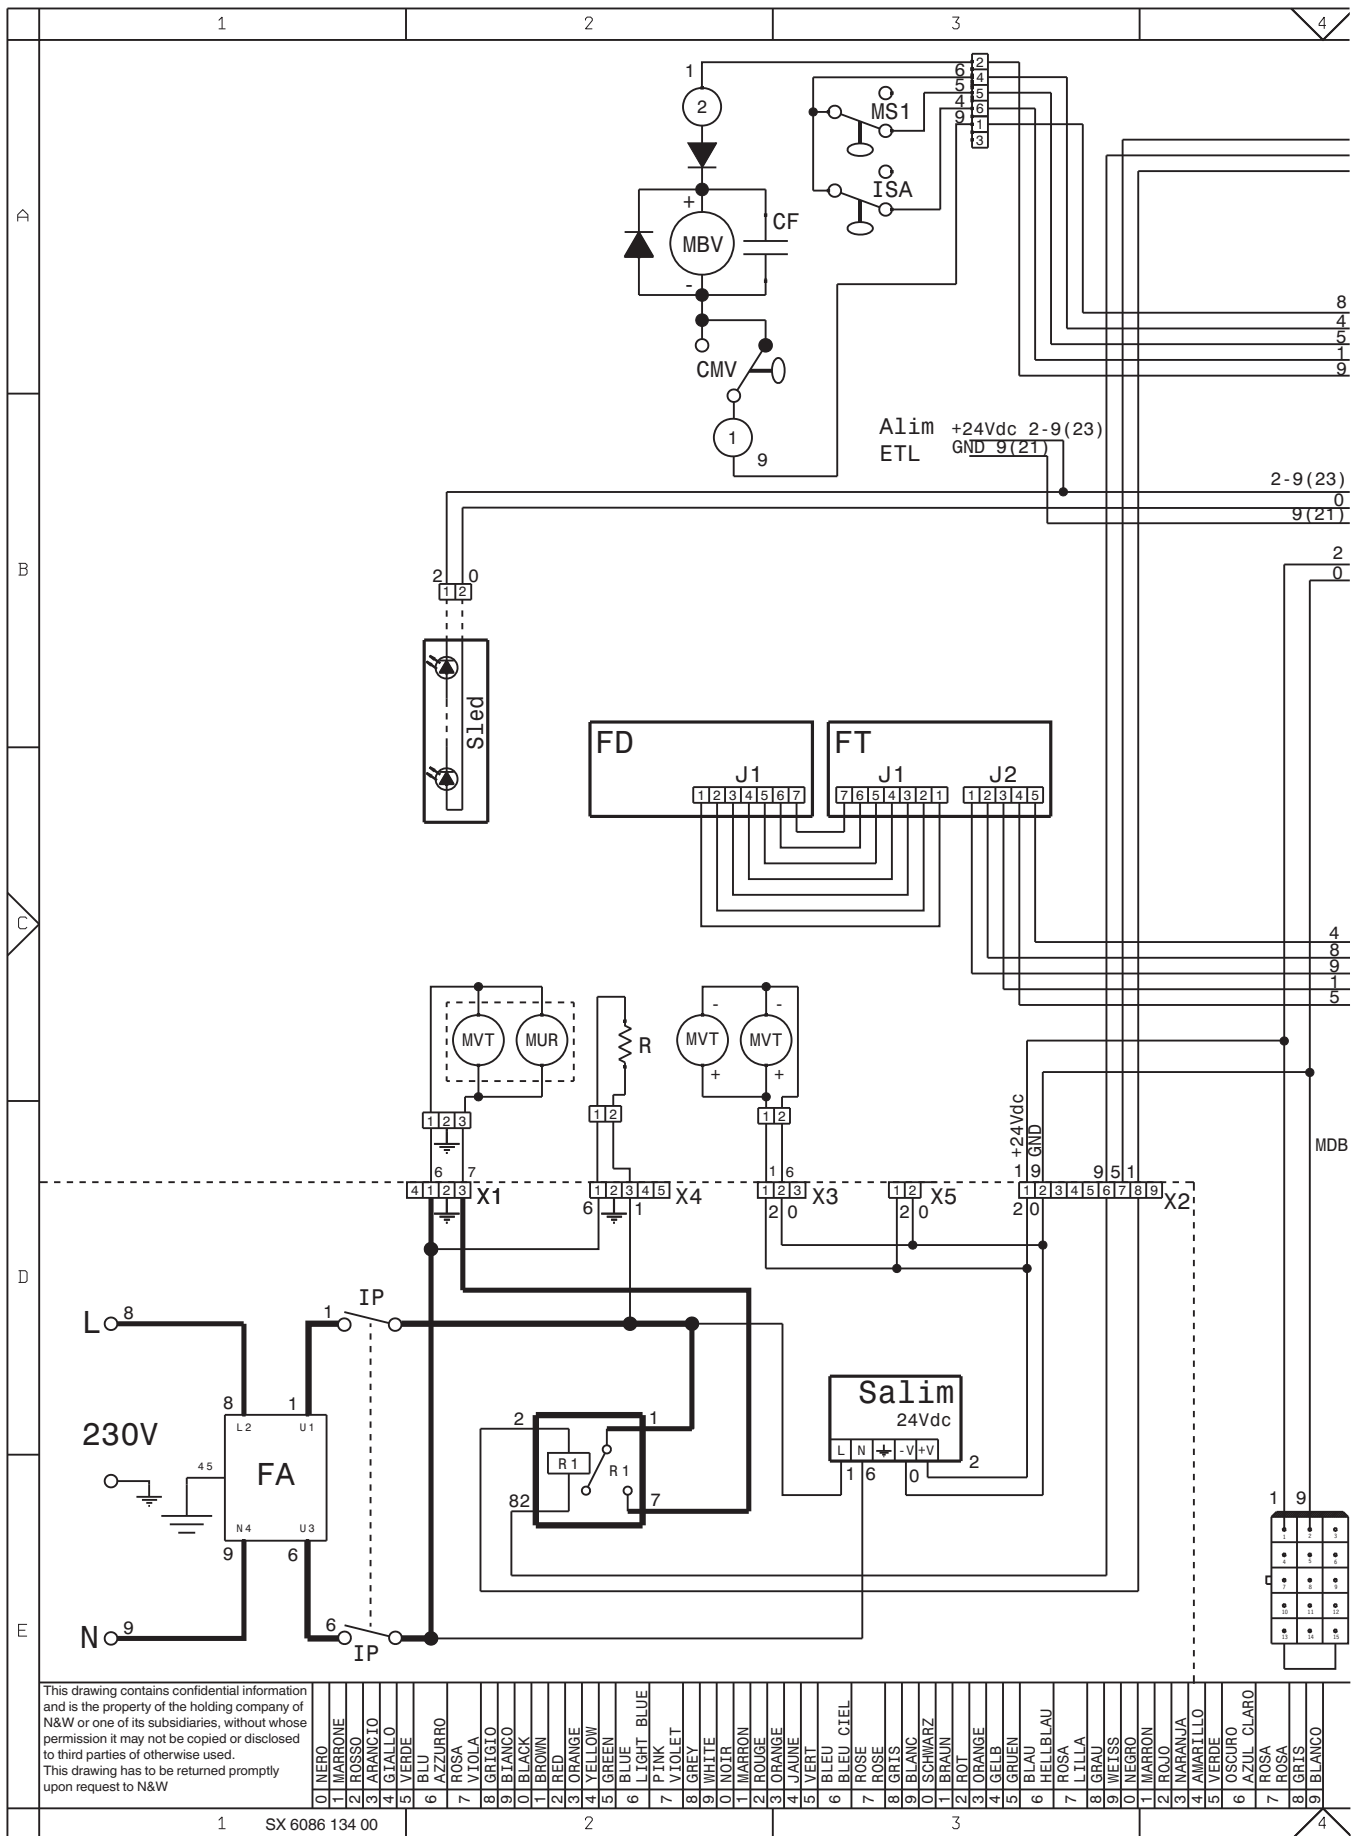 1 2 3 4
1
2
+
MBV
-
CF
CMV
1
9
6
5
4
9
2
4
5
6
1
3
MS1
ISA
A
8
4
5
1
9
Alim +24Vdc 2-9(23)
ETL GND 9(21)
2-9(23)
0
9(21)
2
0
B
2 0
1 2
Sled
FD
J1
1 2 3 4 5 6 7
FT
J1
7 6 5 4 3 2 1
J2
1 2 3 4 5
C
4
8
9
1
5
MVT MUR
R
- -
MVT MVT
+ +
1 2 3
1 2
1 2
+24Vdc
GND
MDB
6 7
1 6
1 9 9 5 1
4 1 2 3 X1
1 2 3 4 5 X4
1 2 3 X3
1 2 X5
1 2 3 4 5 6 7 8 9 X2
6 1
2 0
2 0
2 0
D
L 8
1 IP
8 1
L2 U1
230V
45
FA
N4 U3
9 6
N 9
6
IP
2 1
R1 R1
82 7
Salim
24Vdc
L N -V +V
1 6 0 2
1 9
1 2 3
4 5 6
7 8 9
10 11 12
13 14 15
E
This drawing contains confidential information
and is the property of the holding company of
N&W or one of its subsidiaries, without whose
permission it may not be copied or disclosed
to third parties of otherwise used.
This drawing has to be returned promptly
upon request to N&W
0 NERO
1 MARRONE
2 ROSSO
3 ARANCIO
4 GIALLO
5 VERDE
6 BLU
AZZURRO
7 ROSA
VIOLA
8 GRIGIO
9 BIANCO
0 BLACK
1 BROWN
2 RED
3 ORANGE
4 YELLOW
5 GREEN
6 BLUE
LIGHT BLUE
7 PINK
VIOLET
8 GREY
9 WHITE
0 NOIR
1 MARRON
2 ROUGE
3 ORANGE
4 JAUNE
5 VERT
6 BLEU
BLEU CIEL
7 ROSE
ROSE
8 GRIS
9 BLANC
0 SCHWARZ
1 BRAUN
2 ROT
3 ORANGE
4 GELB
5 GRUEN
6 BLAU
HELLBLAU
7 ROSA
LILLA
8 GRAU
9 WEISS
0 NEGRO
1 MARRON
2 ROJO
3 NARANJA
4 AMARILLO
5 VERDE
6 OSCURO
AZUL CLARO
7 ROSA
ROSA
8 GRIS
9 BLANCO
1 SX 6086 134 00 2 3 4